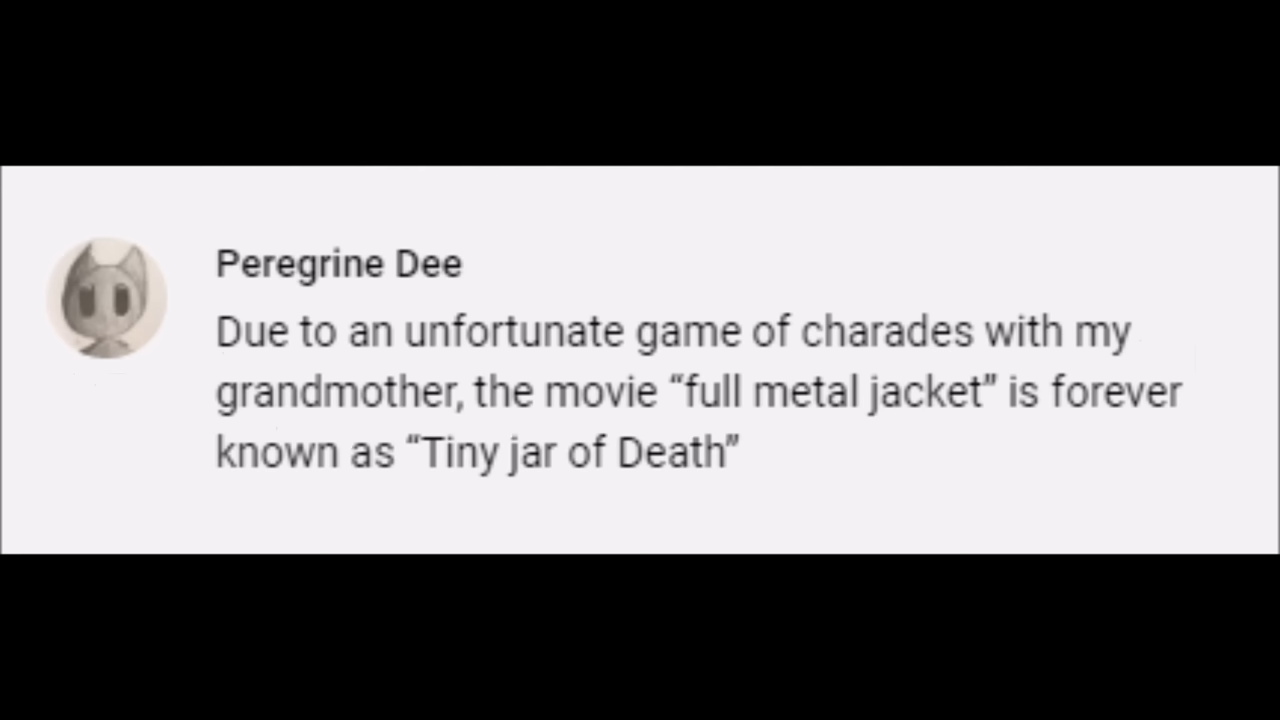 Peregrine Dee
Due to an unfortunate game of charades with my
grandmother, the movie “full metal jacket” is forever
known as “Tiny jar of Death”